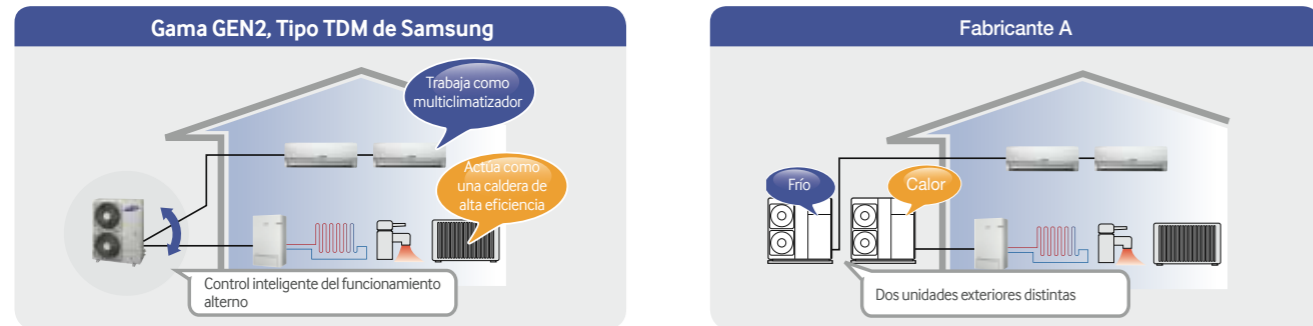 Gama GEN2, Tipo TDM de Samsung
Trabaja como
multiclimatizador
Actúa como
una caldera de
alta eficiencia
Control inteligente del funcionamiento
alterno
Fabricante A
Frío
Calor
Dos unidades exteriores distintas